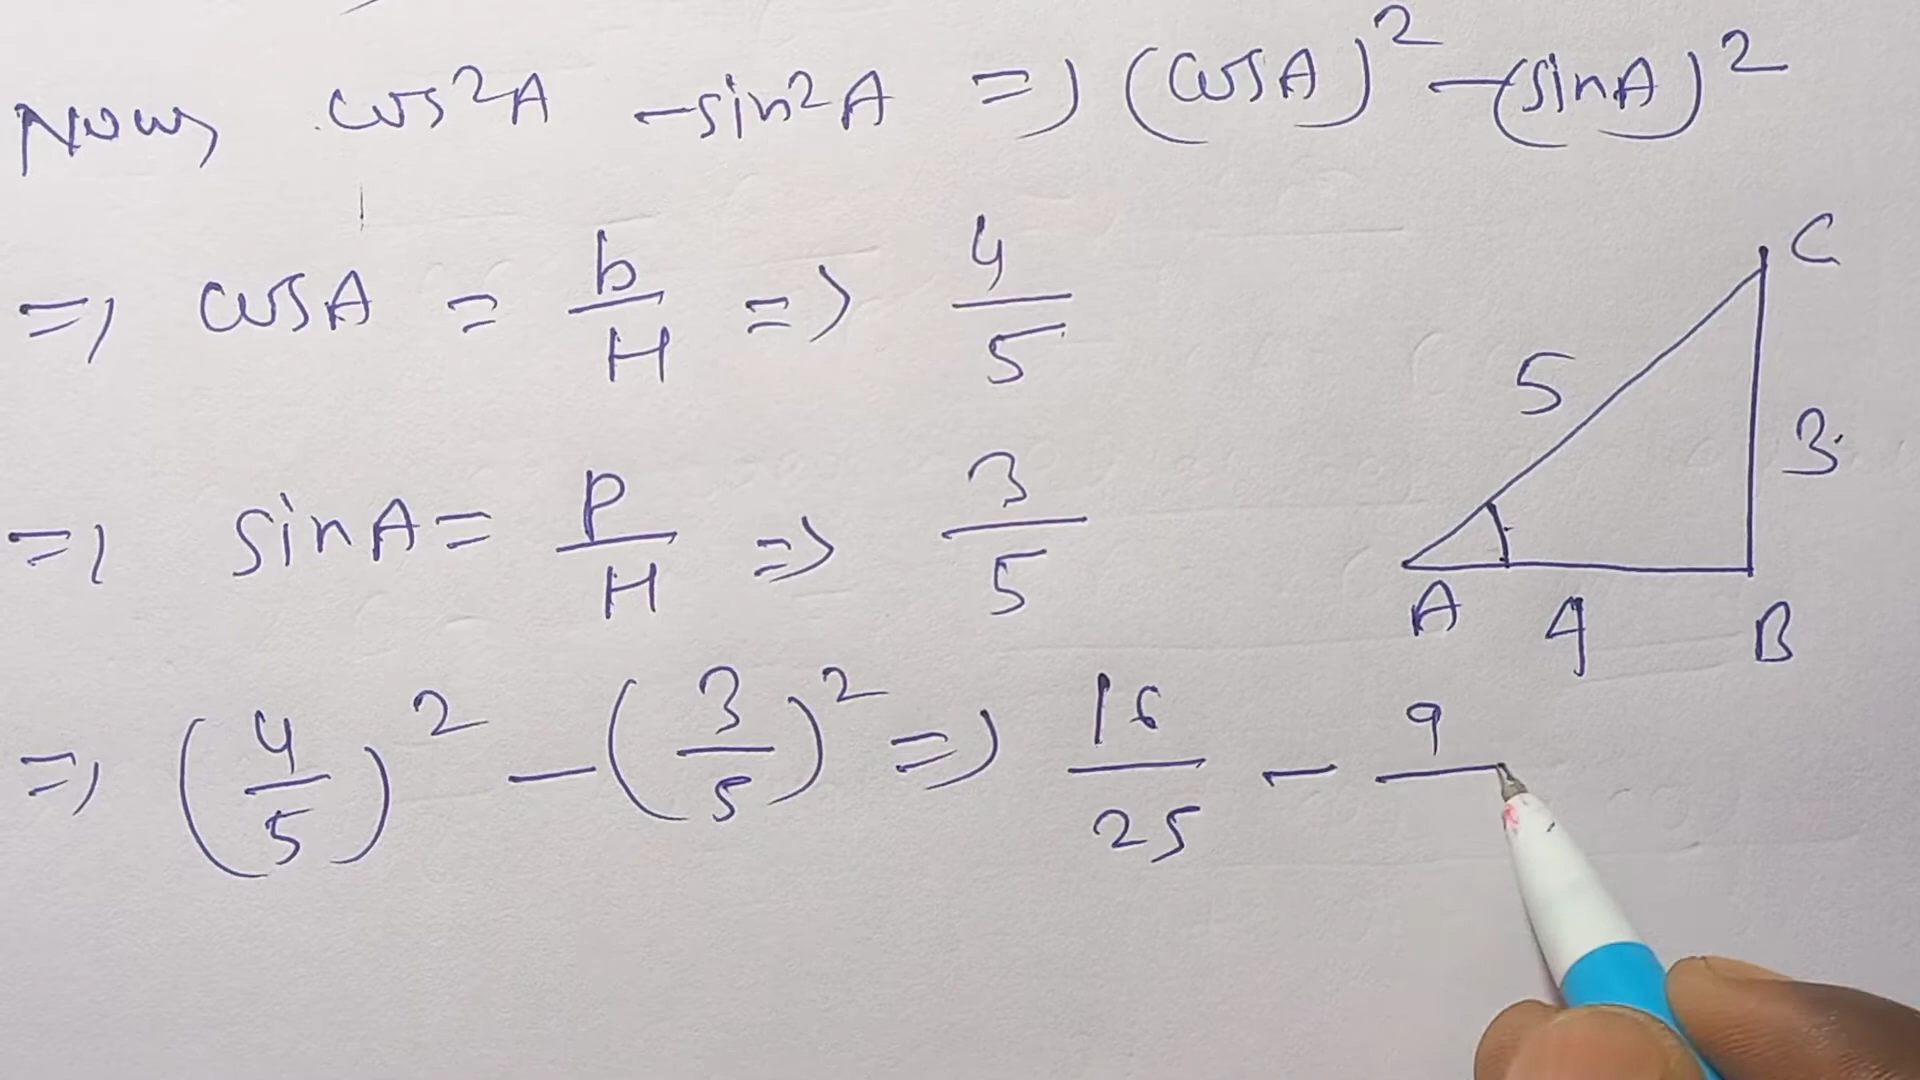 Now, cos²A - sin²A => (cosA)² - (sinA)²
=> cosA = b/H => 4/5
=> sinA = p/H => 3/5
=> (4/5)² - (3/5)² => 16/25 - 9/
C
5
3
A
4
B